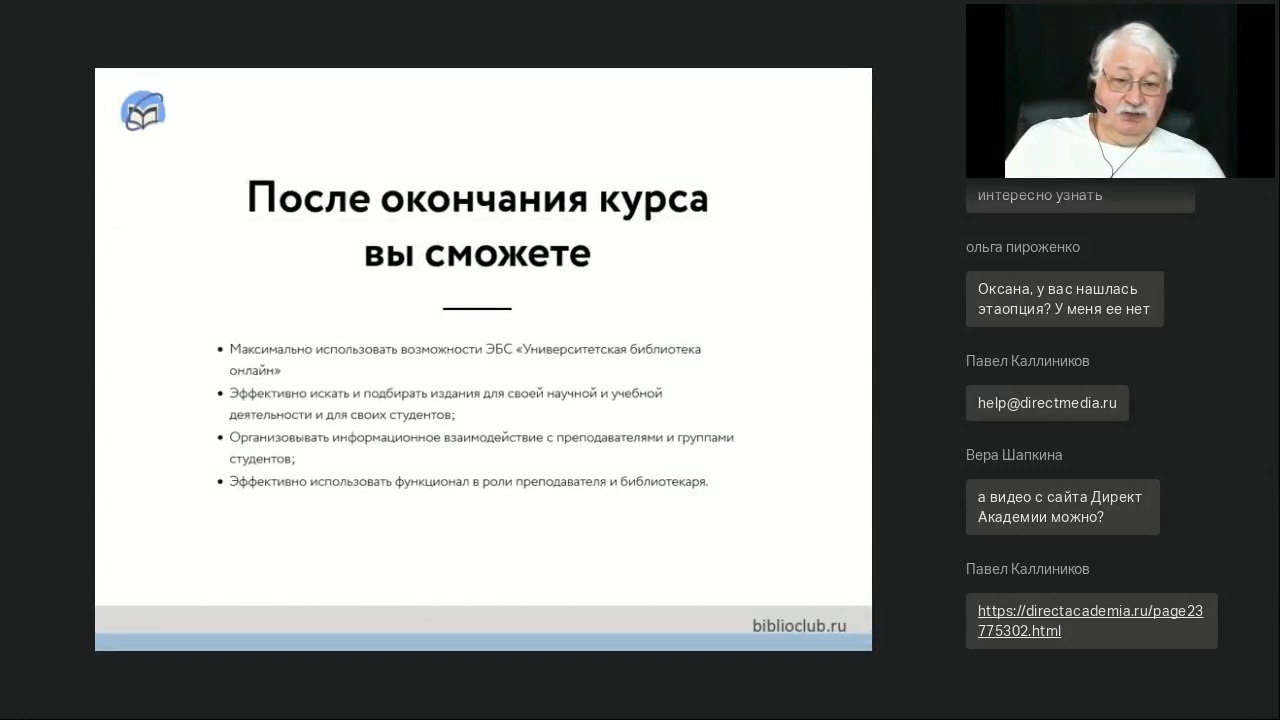 После окончания курса
вы сможете
• Максимально использовать возможности ЭБС «Университетская библиотека
онлайн»
• Эффективно искать и подбирать издания для своей научной и учебной
деятельности и для своих студентов;
• Организовывать информационное взаимодействие с преподавателями и группами
студентов;
• Эффективно использовать функционал в роли преподавателя и библиотекаря.
biblioclub.ru
интересно узнать
ольга пироженко
Оксана, у вас нашлась
этаопция? У меня ее нет
Павел Каллиников
help@directmedia.ru
Вера Шапкина
а видео с сайта Директ
Академии можно?
Павел Каллиников
https://directacademia.ru/page23
775302.html